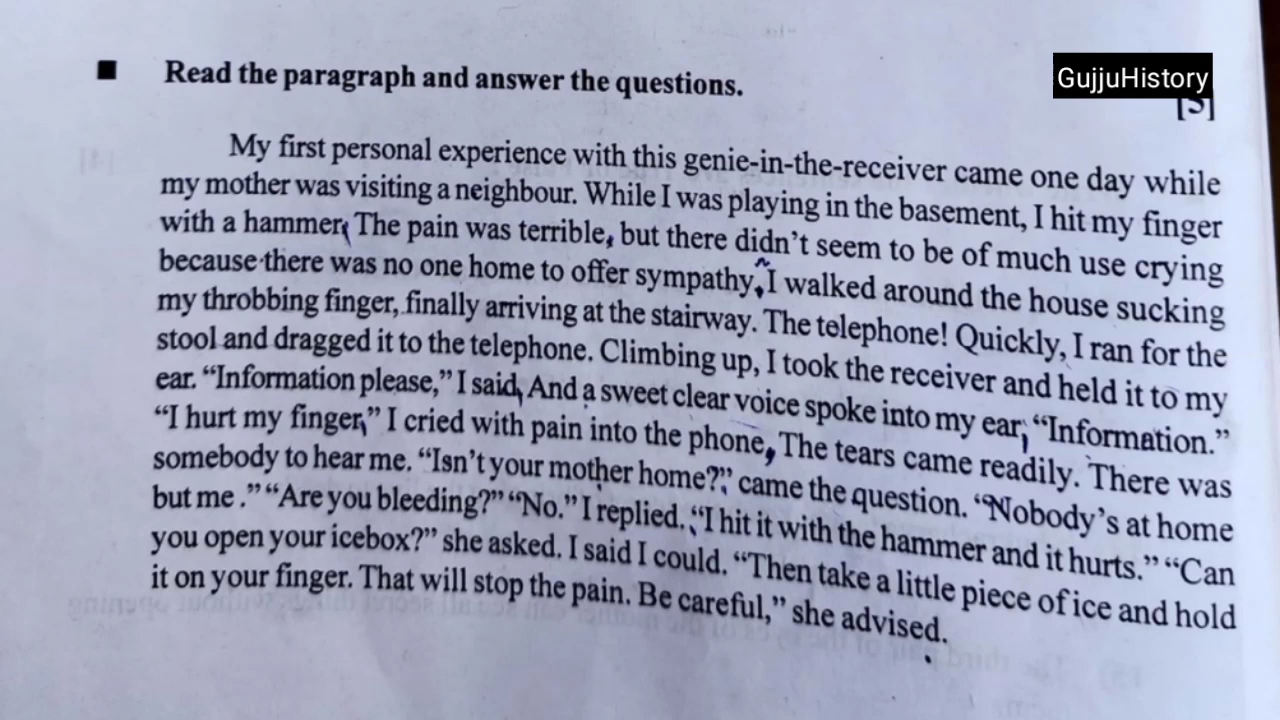 GujjuHistory
■ Read the paragraph and answer the questions.
[5]
My first personal experience with this genie-in-the-receiver came one day while
my mother was visiting a neighbour. While I was playing in the basement, I hit my finger
with a hammer, The pain was terrible, but there didn't seem to be of much use crying
because there was no one home to offer sympathy, I walked around the house sucking
my throbbing finger, finally arriving at the stairway. The telephone! Quickly, I ran for the
stool and dragged it to the telephone. Climbing up, I took the receiver and held it to my
ear. “Information please,” I said, And a sweet clear voice spoke into my ear, “Information.”
“I hurt my finger,” I cried with pain into the phone, The tears came readily. There was
somebody to hear me. “Isn't your mother home?” came the question. “Nobody's at home
but me .” “Are you bleeding?” “No.” I replied. “I hit it with the hammer and it hurts.” “Can
you open your icebox?” she asked. I said I could. “Then take a little piece of ice and hold
it on your finger. That will stop the pain. Be careful,” she advised.